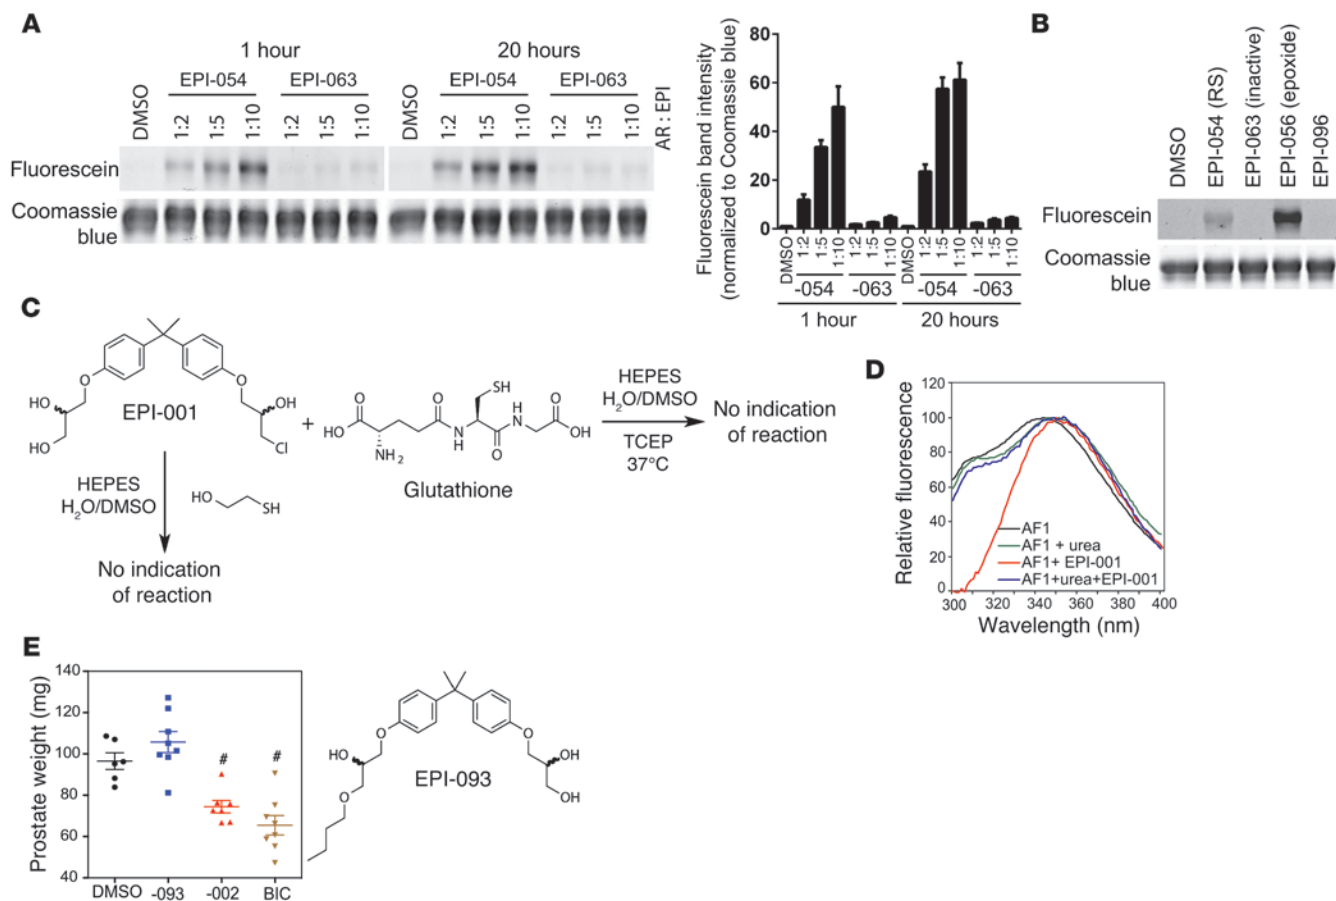 A
1 hour
20 hours
EPI-054
EPI-063
EPI-054
EPI-063
DMSO
1:2
1:5
1:10
1:2
1:5
1:10
DMSO
1:2
1:5
1:10
1:2
1:5
1:10
AR : EPI
Fluorescein
Coomassie
blue
Fluorescein band intensity
(normalized to Coomassie blue)
80
60
40
20
0
DMSO
1:2
1:5
1:10
1:2
1:5
1:10
DMSO
1:2
1:5
1:10
1:2
1:5
1:10
-054
-063
-054
-063
1 hour
20 hours
B
DMSO
EPI-054 (RS)
EPI-063 (inactive)
EPI-056 (epoxide)
EPI-096
Fluorescein
Coomassie
blue
C
O
O
HO
HO
OH
Cl
EPI-001
+
HO
O
NH2
O
N
H
SH
O
H
N
O
OH
Glutathione
HEPES
H2O/DMSO
TCEP
37°C
No indication
of reaction
HEPES
H2O/DMSO
HO
SH
No indication
of reaction
D
Relative fluorescence
120
100
80
60
40
20
0
300
320
340
360
380
400
Wavelength (nm)
AF1
AF1 + urea
AF1+ EPI-001
AF1+urea+EPI-001
E
Prostate weight (mg)
140
120
100
80
60
40
#
#
DMSO
-093
-002
BIC
O
O
HO
O
OH
OH
EPI-093